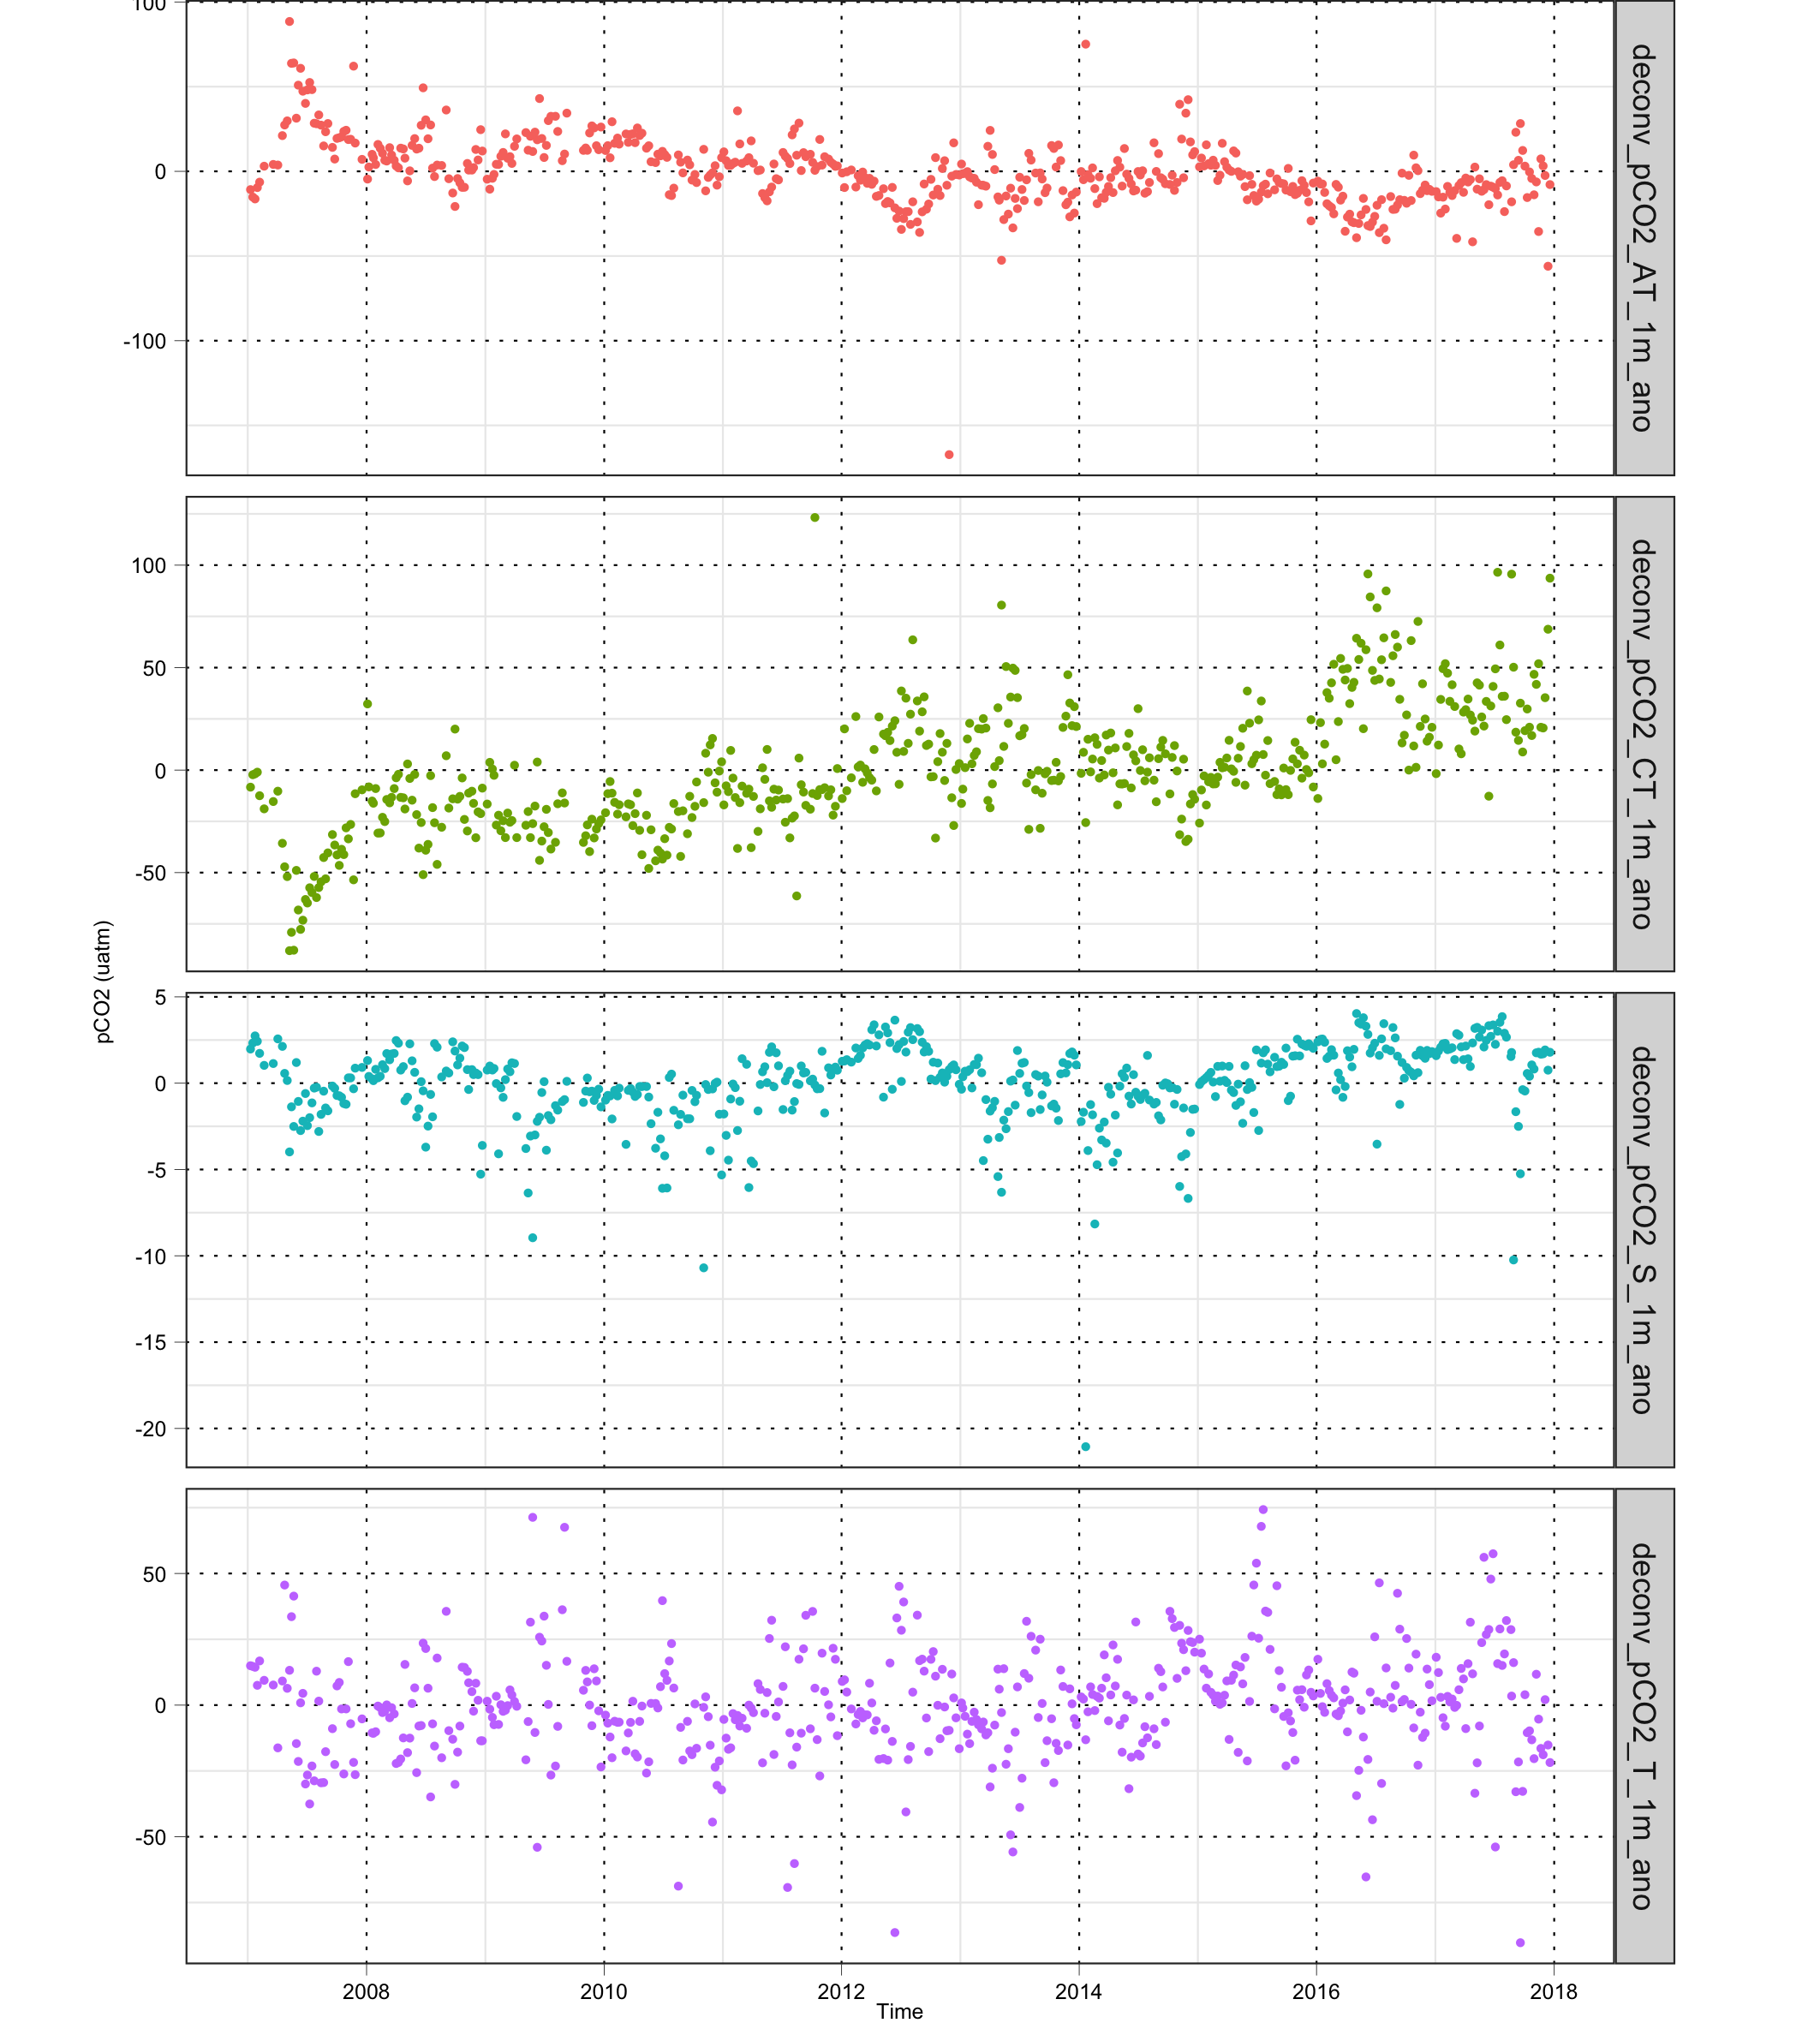 100
0
-100
deconv_pCO2_AT_1m_ano
100
50
0
-50
deconv_pCO2_CT_1m_ano
pCO2 (uatm)
5
0
-5
-10
-15
-20
deconv_pCO2_S_1m_ano
50
0
-50
deconv_pCO2_T_1m_ano
2008 2010 2012 2014 2016 2018
Time